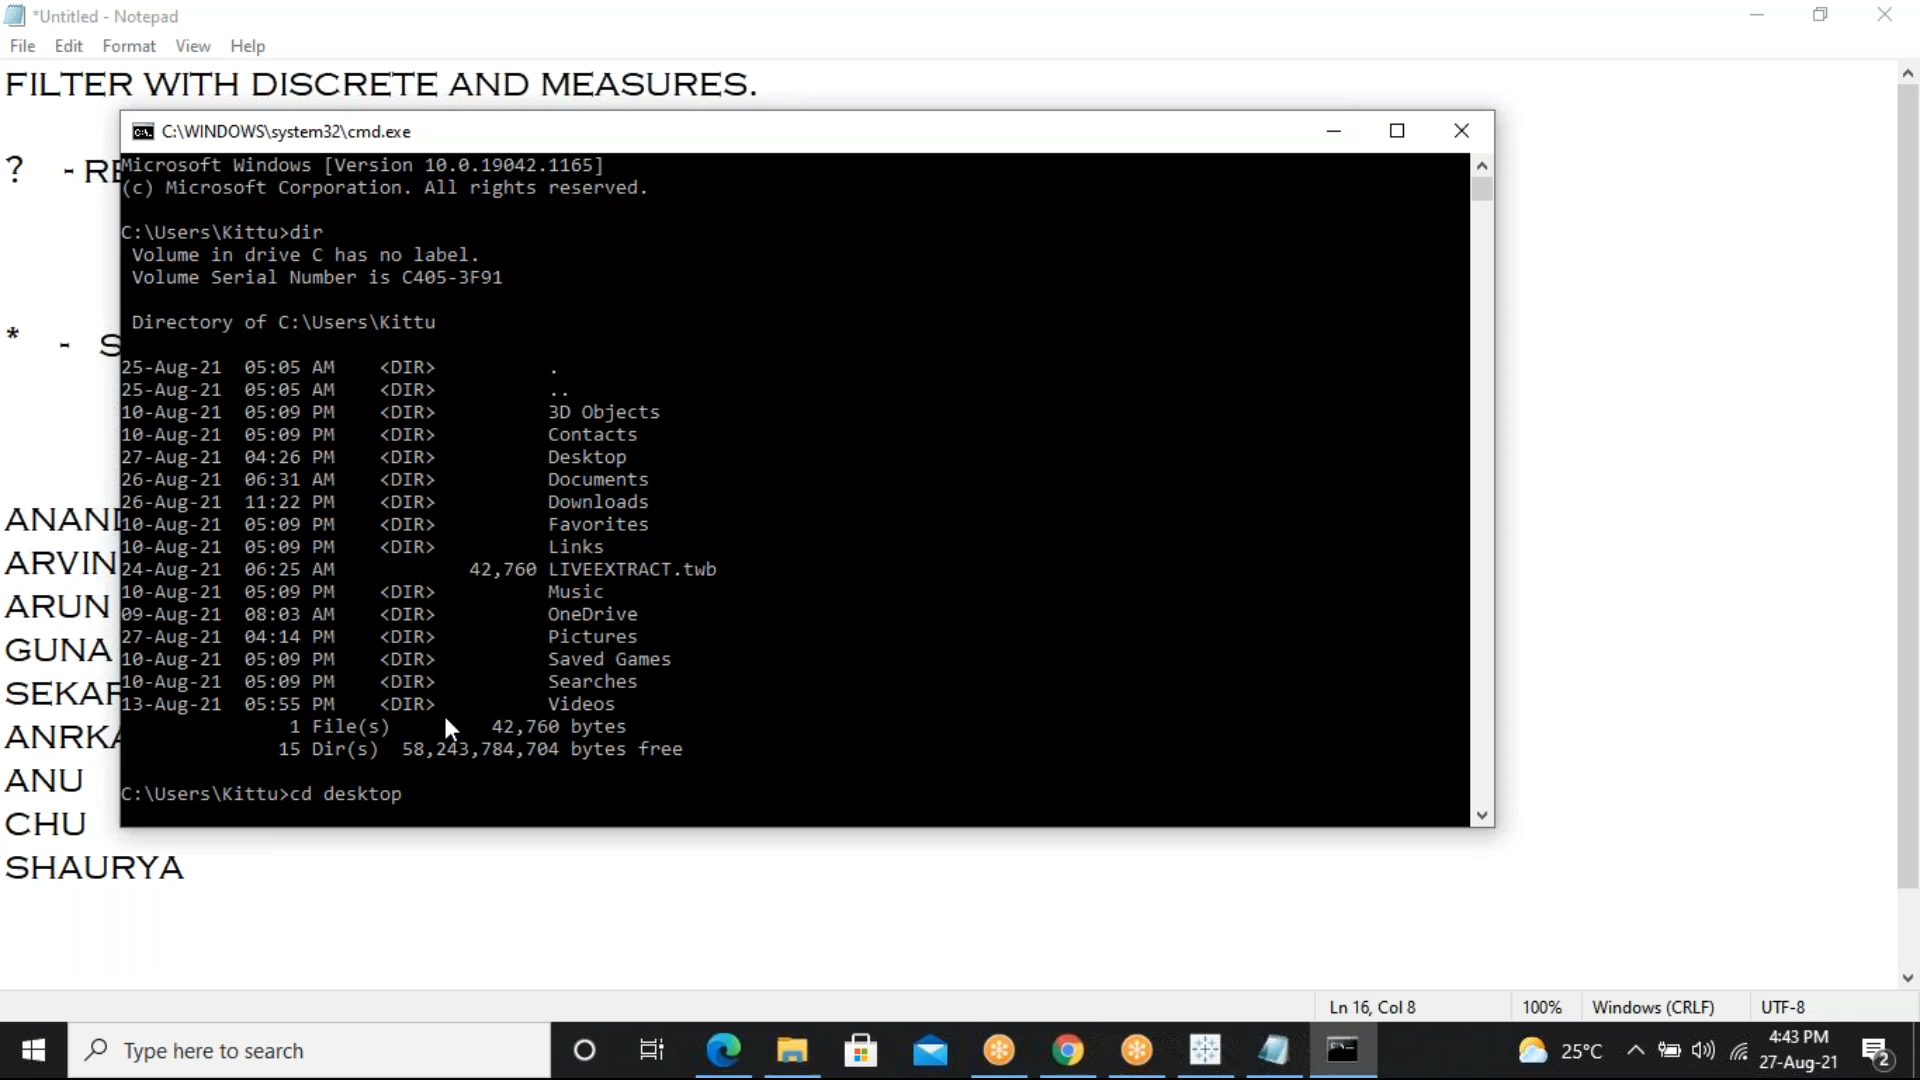 *Untitled - Notepad
File Edit Format View Help
FILTER WITH DISCRETE AND MEASURES.
? - RE
* - S
ANAND
ARVIN
ARUN
GUNA
SEKAR
ANRKA
ANU
CHU
SHAURYA
C:\WINDOWS\system32\cmd.exe
Microsoft Windows [Version 10.0.19042.1165]
(c) Microsoft Corporation. All rights reserved.
C:\Users\Kittu>dir
Volume in drive C has no label.
Volume Serial Number is C405-3F91
Directory of C:\Users\Kittu
25-Aug-21 05:05 AM <DIR> .
25-Aug-21 05:05 AM <DIR> ..
10-Aug-21 05:09 PM <DIR> 3D Objects
10-Aug-21 05:09 PM <DIR> Contacts
27-Aug-21 04:26 PM <DIR> Desktop
26-Aug-21 06:31 AM <DIR> Documents
26-Aug-21 11:22 PM <DIR> Downloads
10-Aug-21 05:09 PM <DIR> Favorites
10-Aug-21 05:09 PM <DIR> Links
24-Aug-21 06:25 AM 42,760 LIVEEXTRACT.twb
10-Aug-21 05:09 PM <DIR> Music
09-Aug-21 08:03 AM <DIR> OneDrive
27-Aug-21 04:14 PM <DIR> Pictures
10-Aug-21 05:09 PM <DIR> Saved Games
10-Aug-21 05:09 PM <DIR> Searches
13-Aug-21 05:55 PM <DIR> Videos
1 File(s) 42,760 bytes
15 Dir(s) 58,243,784,704 bytes free
C:\Users\Kittu>cd desktop
Ln 16, Col 8 100% Windows (CRLF) UTF-8
Type here to search
25°C
4:43 PM
27-Aug-21
2